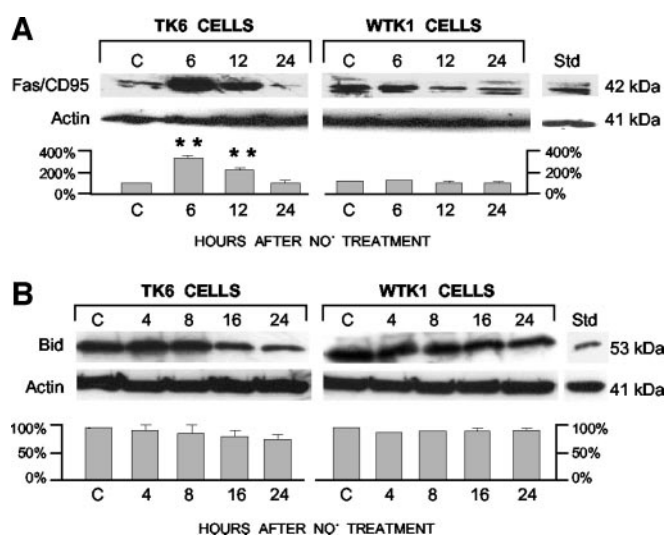 A
TK6 CELLS WTK1 CELLS
C 6 12 24 C 6 12 24 Std
Fas/CD95 42 kDa
Actin 41 kDa
400% ** ** 400%
200% 200%
0% 0%
C 6 12 24 C 6 12 24
HOURS AFTER NO· TREATMENT
B
TK6 CELLS WTK1 CELLS
C 4 8 16 24 C 4 8 16 24 Std
Bid 53 kDa
Actin 41 kDa
100% 100%
50% 50%
0% 0%
C 4 8 16 24 C 4 8 16 24
HOURS AFTER NO· TREATMENT